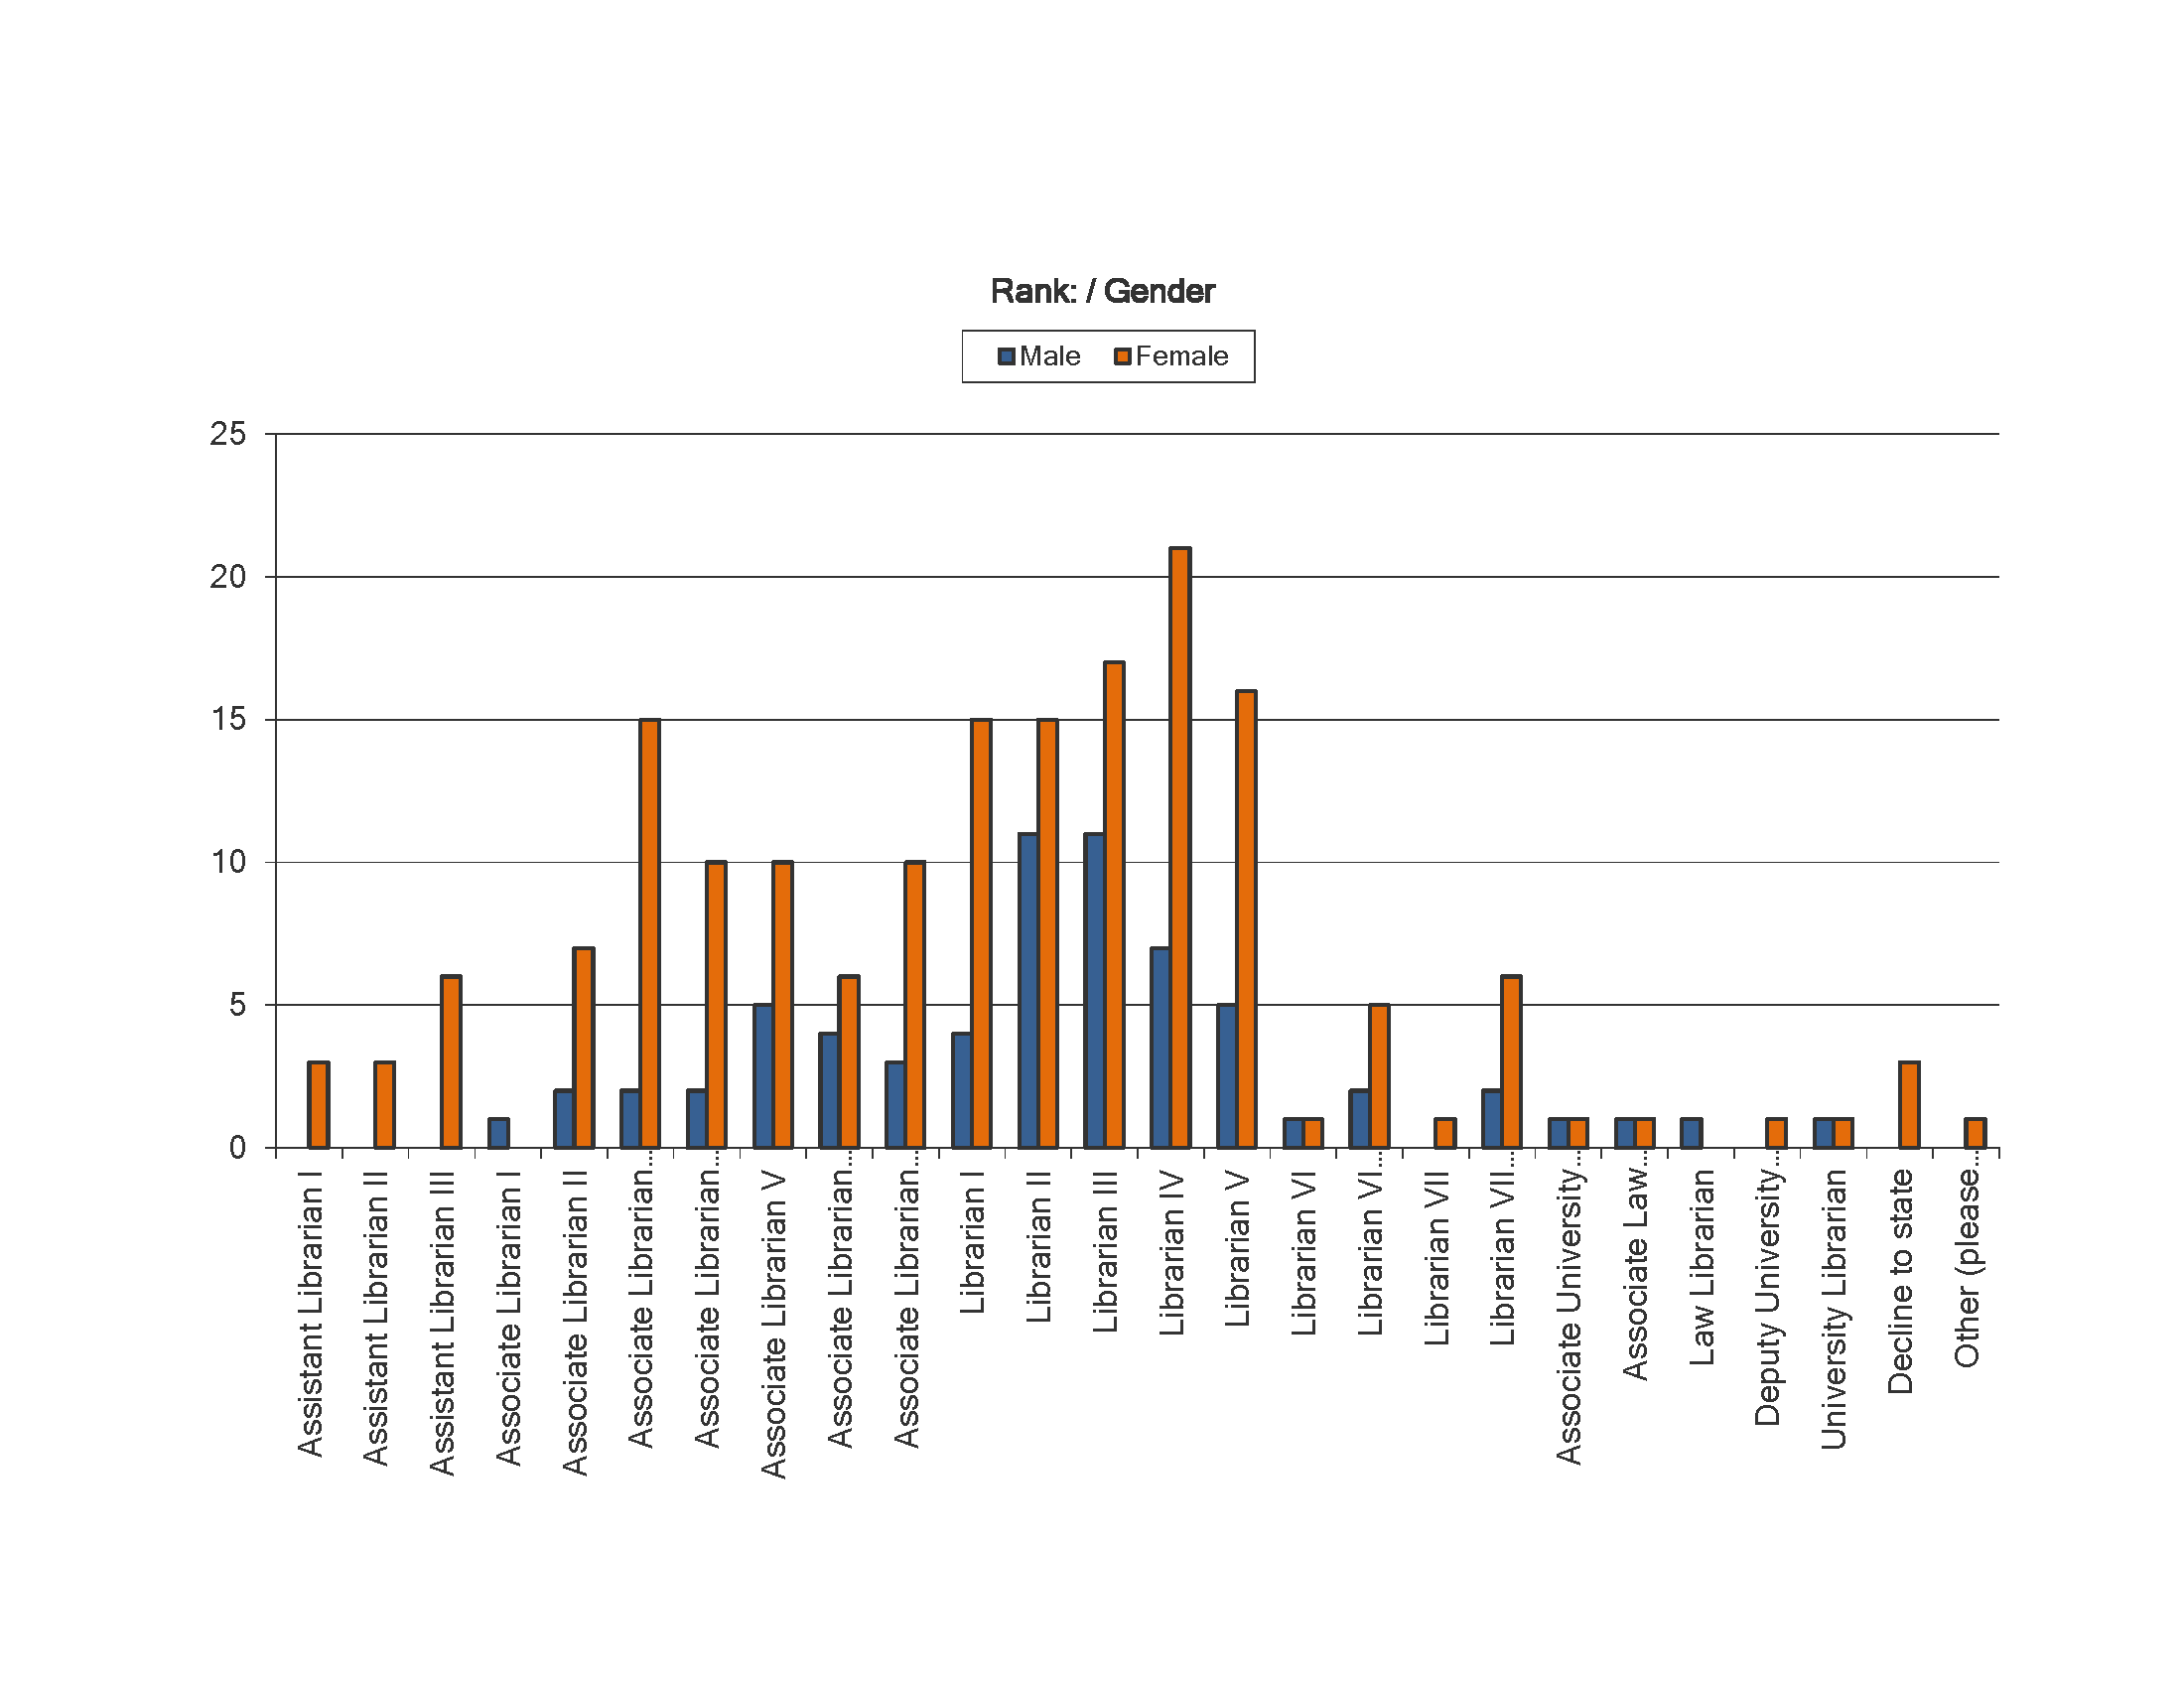 Rank: / Gender
Male Female
25
20
15
10
5
0
Assistant Librarian I
Assistant Librarian II
Assistant Librarian III
Associate Librarian I
Associate Librarian II
Associate Librarian...
Associate Librarian...
Associate Librarian V
Associate Librarian...
Associate Librarian...
Librarian I
Librarian II
Librarian III
Librarian IV
Librarian V
Librarian VI
Librarian VI...
Librarian VII
Librarian VII...
Associate University...
Associate Law...
Law Librarian
Deputy University...
University Librarian
Decline to state
Other (please...